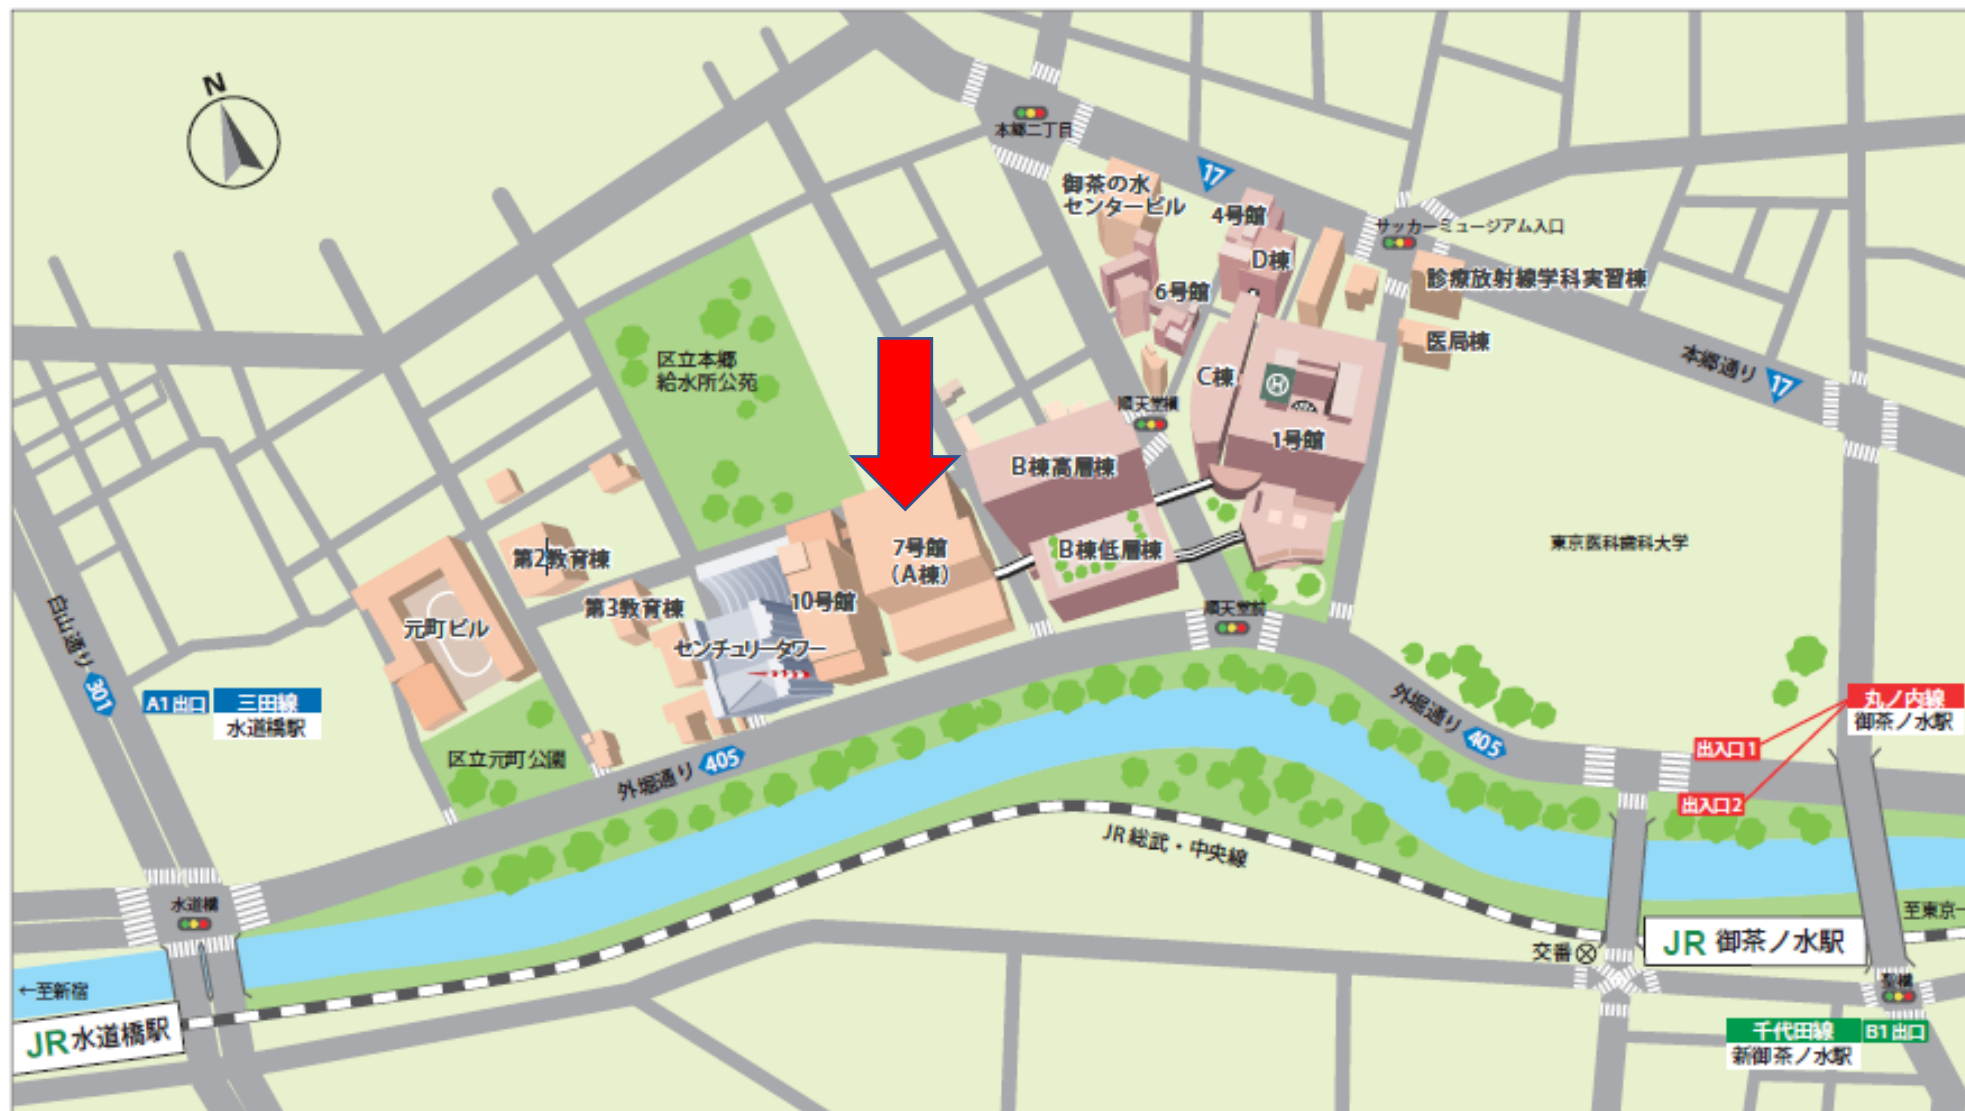 N
本郷二丁目
17
御茶の水
センタービル
4号館
サッカーミュージアム入口
D棟
診療放射線学科実習棟
6号館
医局棟
本郷通り 17
区立本郷
給水所公苑
C棟
H
順天堂横
1号館
B棟高層棟
7号館
(A棟)
B棟低層棟
東京医科歯科大学
第2教育棟
第3教育棟
10号館
元町ビル
センチュリータワー
順天堂前
白山通り 301
A1出口
三田線
水道橋駅
区立元町公園
外堀通り 405
外堀通り 405
丸ノ内線
御茶ノ水駅
出入口1
出入口2
JR総武・中央線
水道橋
至東京→
交番
JR 御茶ノ水駅
←至新宿
聖橋
JR 水道橋駅
千代田線
B1出口
新御茶ノ水駅